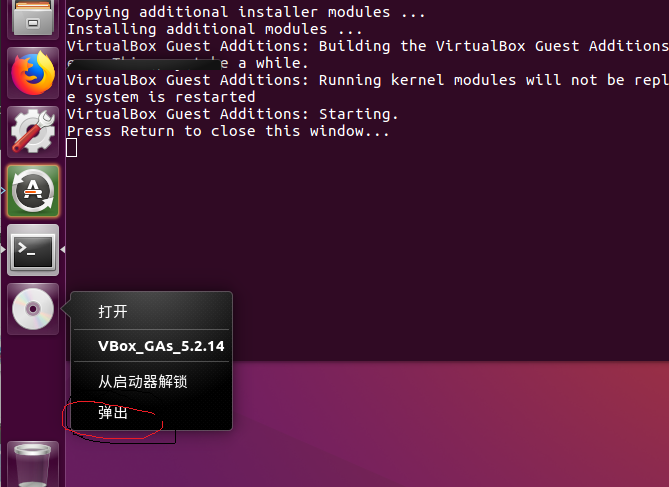 Copying additional installer modules ...
Installing additional modules ...
VirtualBox Guest Additions: Building the VirtualBox Guest Additions
be a while.
VirtualBox Guest Additions: Running kernel modules will not be repl
e system is restarted
VirtualBox Guest Additions: Starting.
Press Return to close this window...
打开
VBox_GAs_5.2.14
从启动器解锁
弹出